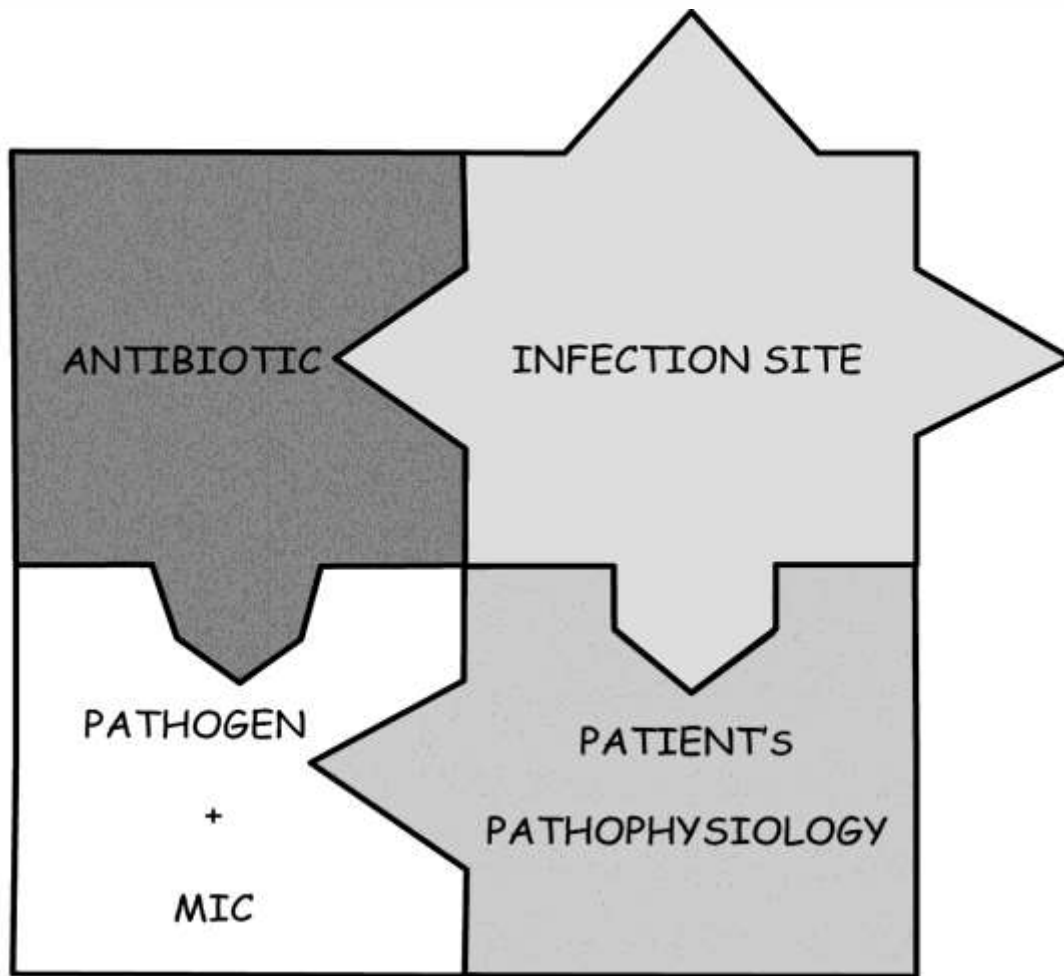 ANTIBIOTIC
INFECTION SITE
PATHOGEN
+
MIC
PATIENT's
PATHOPHYSIOLOGY